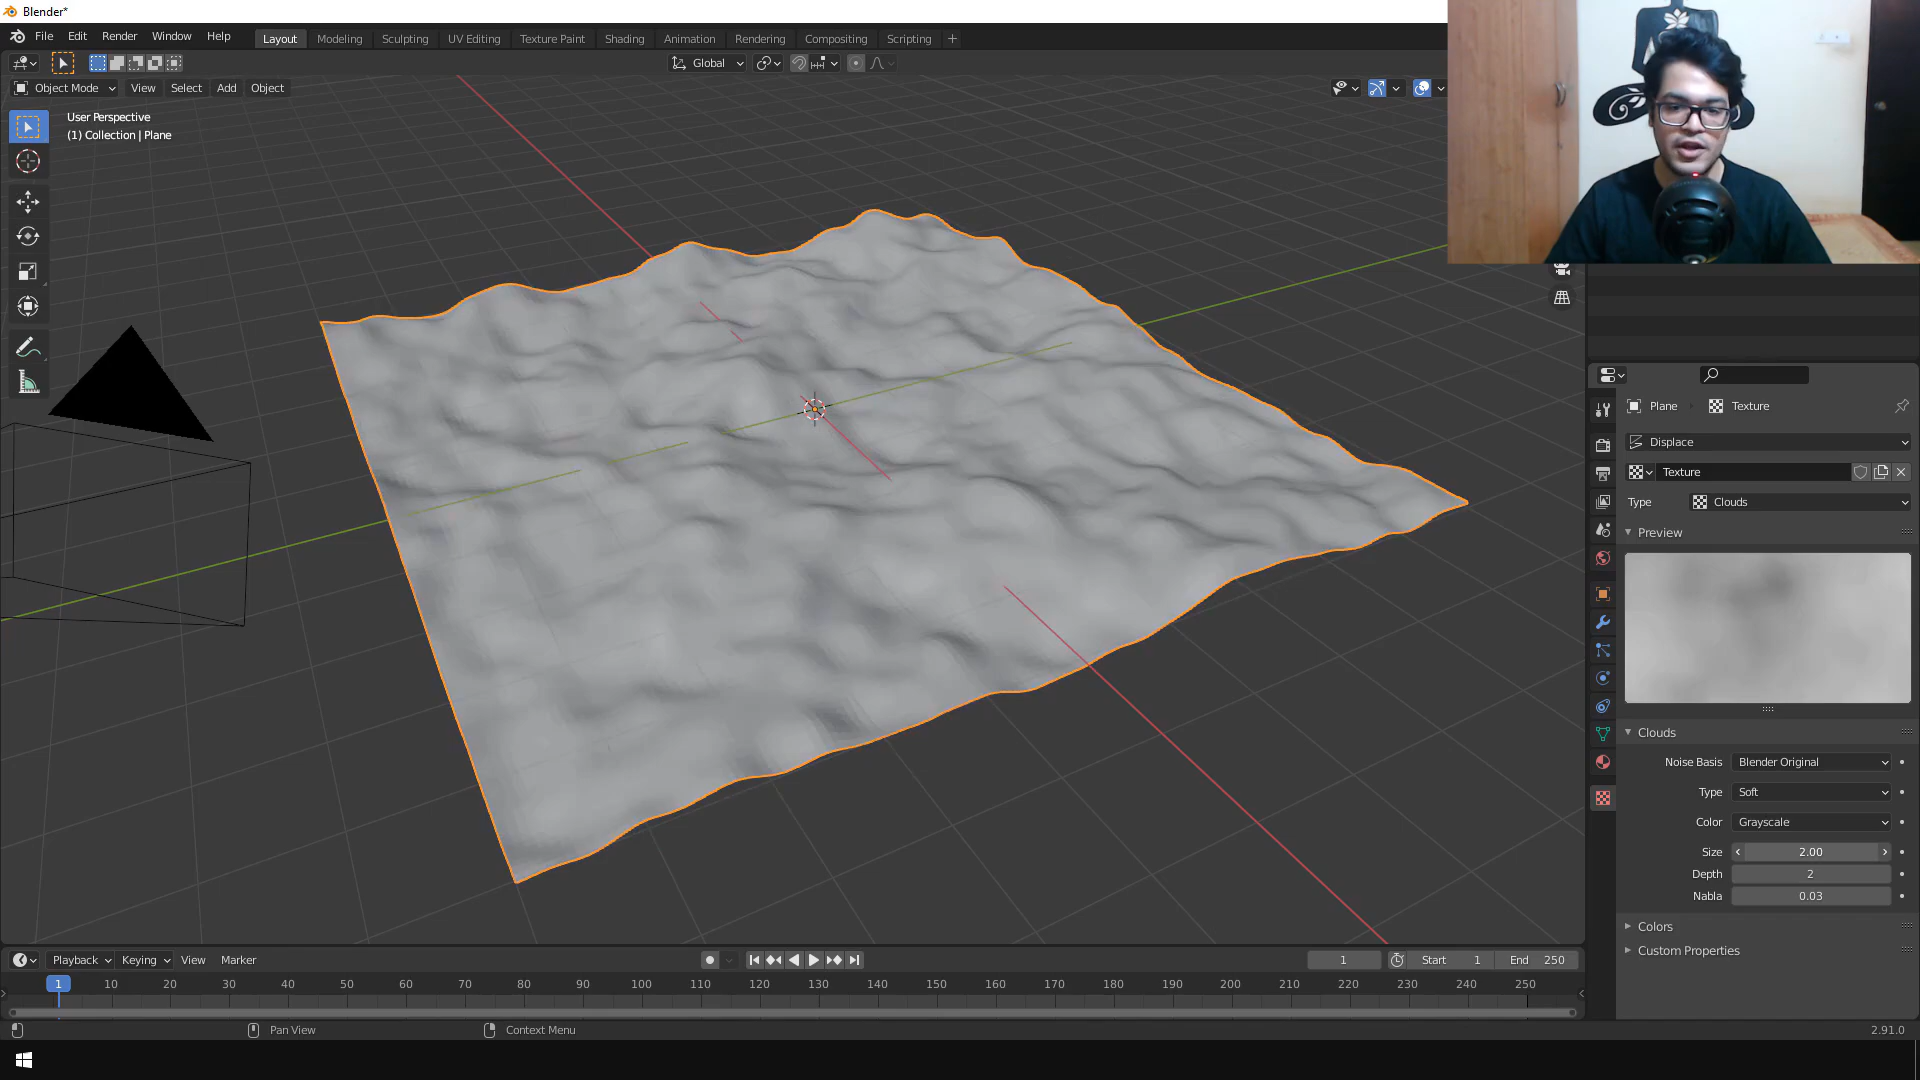 Blender*
File Edit Render Window Help
Layout Modeling Sculpting UV Editing Texture Paint Shading Animation Rendering Compositing Scripting +
Global
Object Mode View Select Add Object
User Perspective
(1) Collection | Plane
Plane Texture
Displace
Texture
Type Clouds
Preview
Clouds
Noise Basis Blender Original
Type Soft
Color Grayscale
Size 2.00
Depth 2
Nabla 0.03
Colors
Custom Properties
Playback Keying View Marker
1 Start 1 End 250
1 10 20 30 40 50 60 70 80 90 100 110 120 130 140 150 160 170 180 190 200 210 220 230 240 250
Pan View Context Menu 2.91.0